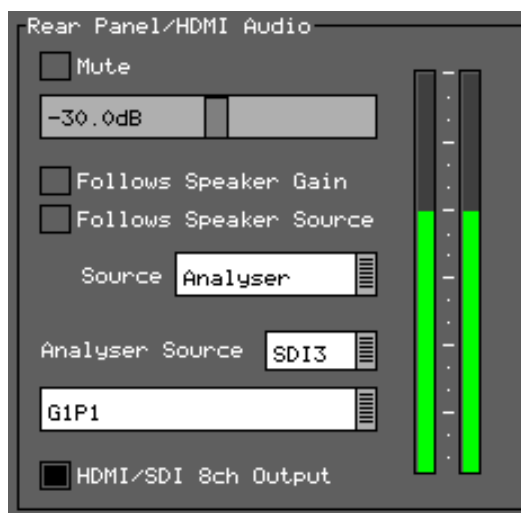 Rear Panel/HDMI Audio
Mute
-30.0dB
Follows Speaker Gain
Follows Speaker Source
Source Analyser
Analyser Source SDI3
G1P1
HDMI/SDI 8ch Output